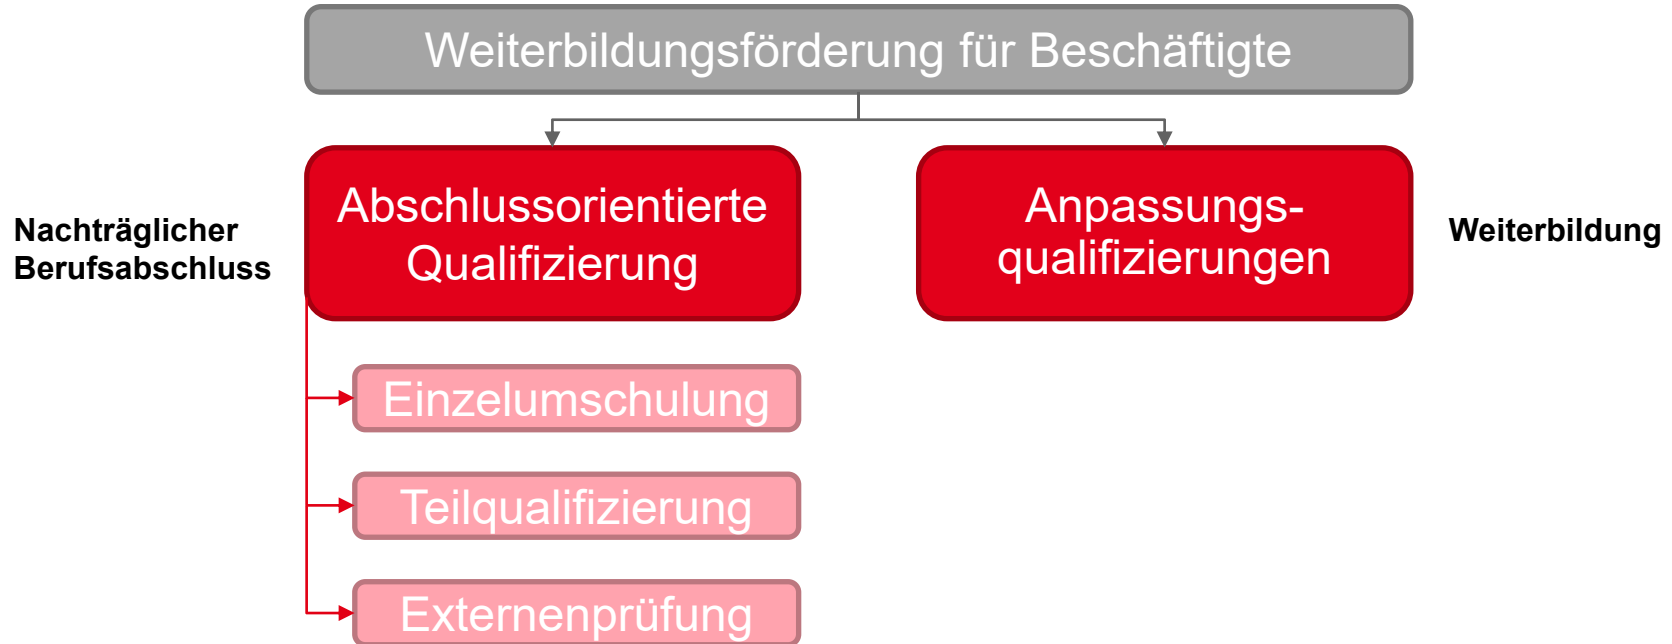 Weiterbildungsförderung für Beschäftigte
Nachträglicher
Berufsabschluss
Abschlussorientierte
Qualifizierung
Anpassungs-
qualifizierungen
Weiterbildung
Einzelumschulung
Teilqualifizierung
Externenprüfung